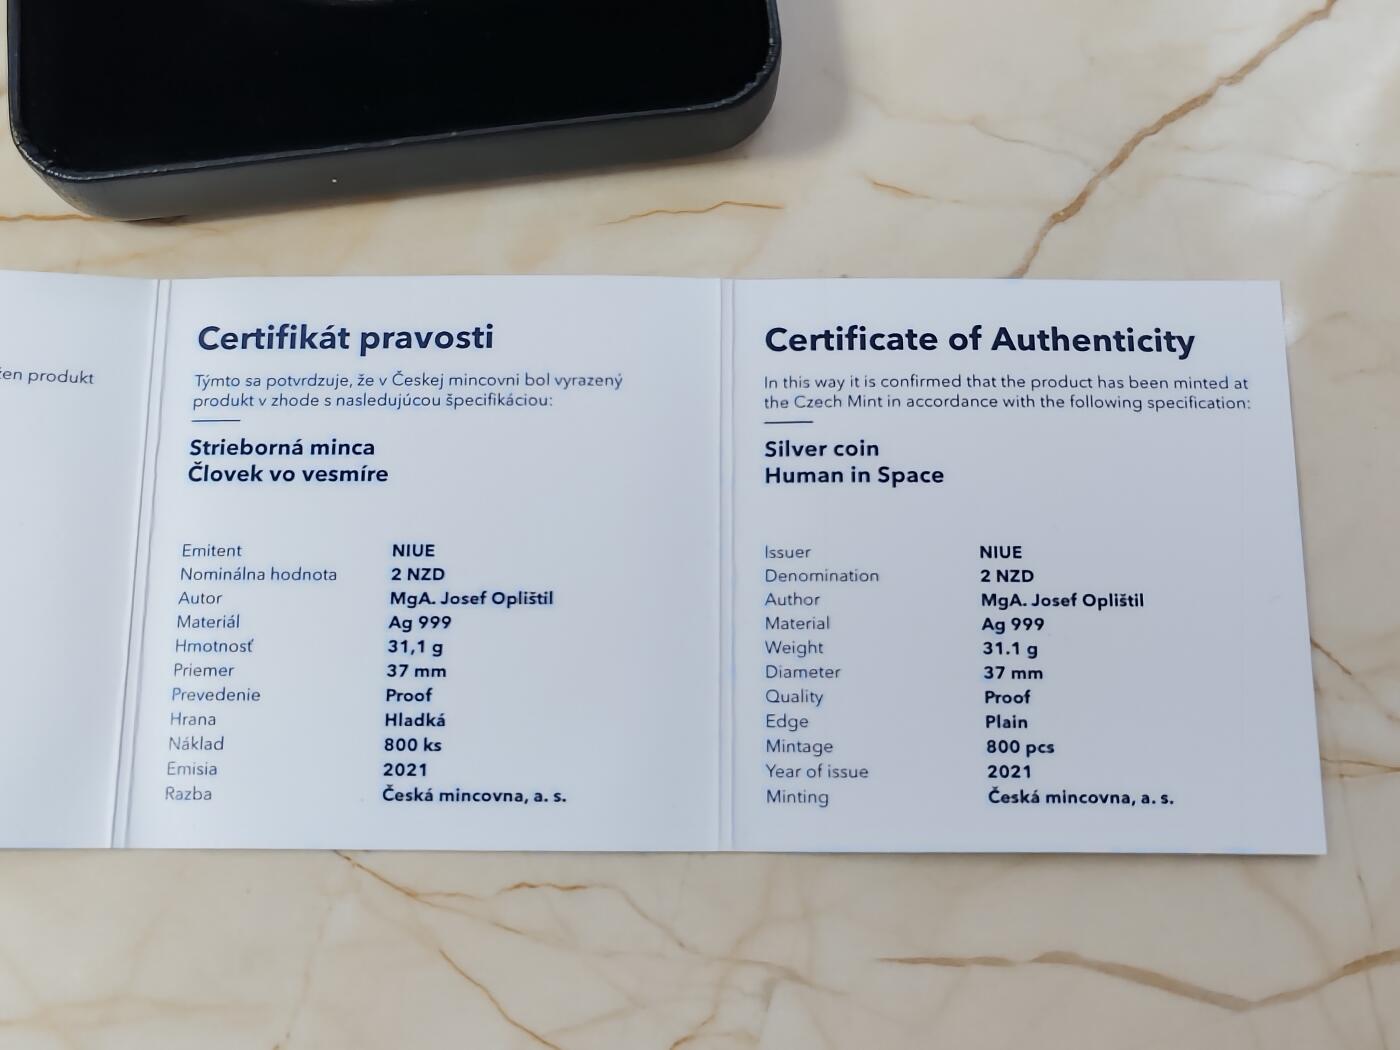 žen produkt
Certifikát pravosti
Týmto sa potvrdzuje, že v Českej mincovni bol vyrazený
produkt v zhode s nasledujúcou špecifikáciou:
Strieborná minca
Človek vo vesmíre
Emitent NIUE
Nominálna hodnota 2 NZD
Autor MgA. Josef Oplištil
Materiál Ag 999
Hmotnosť 31,1 g
Priemer 37 mm
Prevedenie Proof
Hrana Hladká
Náklad 800 ks
Emisia 2021
Razba Česká mincovna, a. s.
Certificate of Authenticity
In this way it is confirmed that the product has been minted at
the Czech Mint in accordance with the following specification:
Silver coin
Human in Space
Issuer NIUE
Denomination 2 NZD
Author MgA. Josef Oplištil
Material Ag 999
Weight 31.1 g
Diameter 37 mm
Quality Proof
Edge Plain
Mintage 800 pcs
Year of issue 2021
Minting Česká mincovna, a. s.